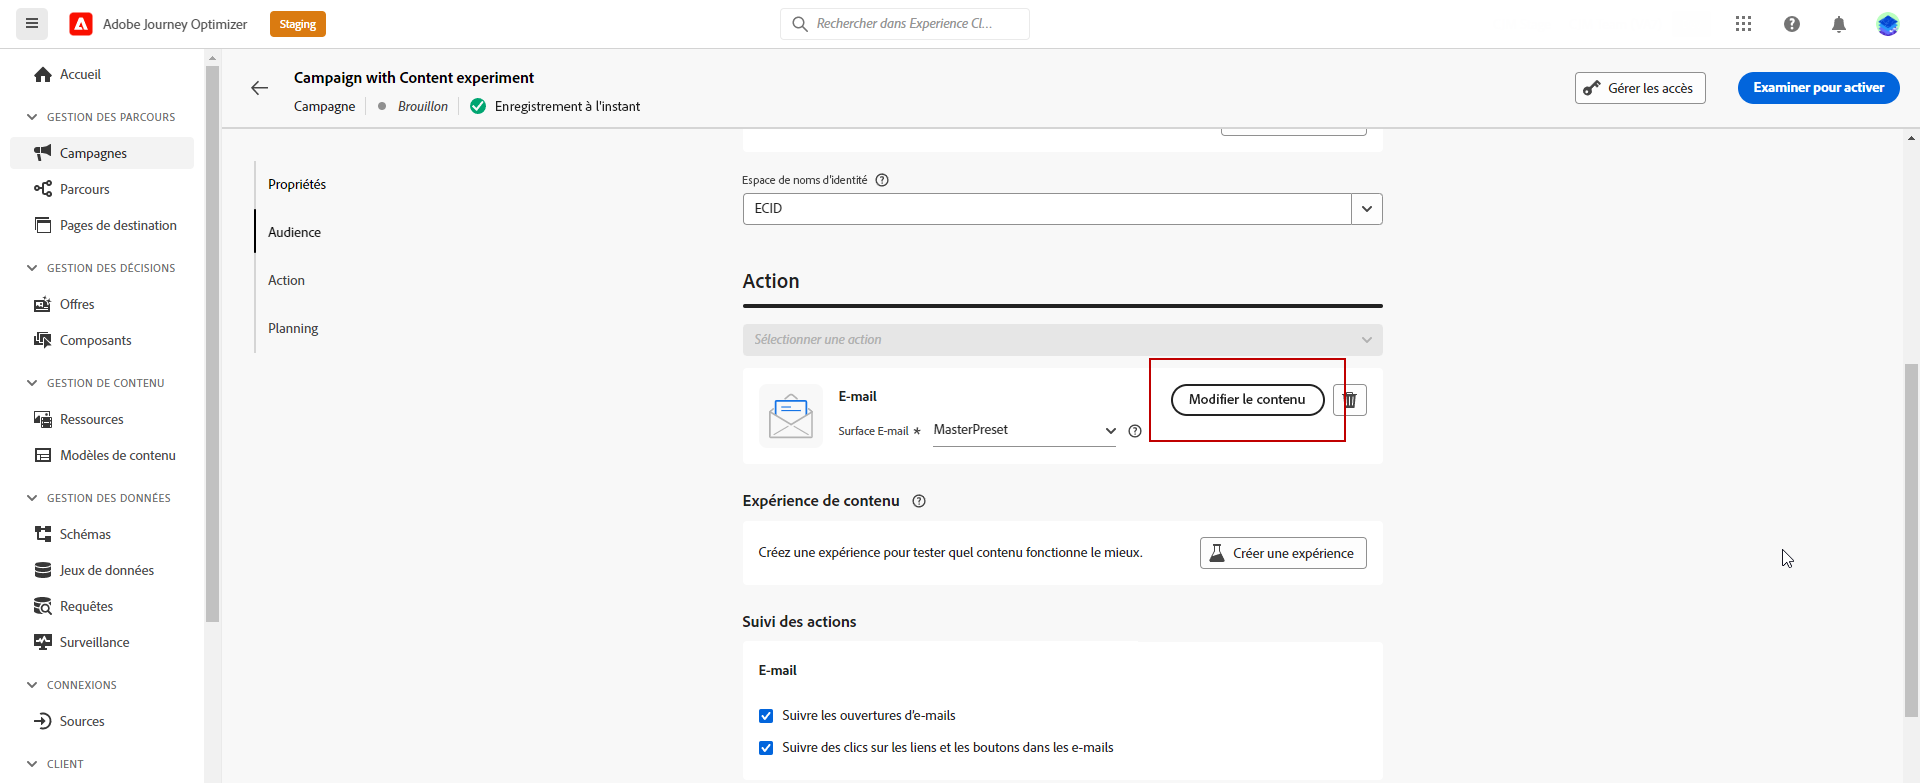 Adobe Journey Optimizer
Staging
Rechercher dans Experience Cl...
Accueil
GESTION DES PARCOURS
Campagnes
Parcours
Pages de destination
GESTION DES DÉCISIONS
Offres
Composants
GESTION DE CONTENU
Ressources
Modèles de contenu
GESTION DES DONNÉES
Schémas
Jeux de données
Requêtes
Surveillance
CONNEXIONS
Sources
CLIENT
Campaign with Content experiment
Campagne Brouillon Enregistrement à l'instant
Gérer les accès
Examiner pour activer
Propriétés
Audience
Action
Planning
Espace de noms d'identité
ECID
Action
Sélectionner une action
E-mail
Surface E-mail * MasterPreset
Modifier le contenu
Expérience de contenu
Créez une expérience pour tester quel contenu fonctionne le mieux.
Créer une expérience
Suivi des actions
E-mail
Suivre les ouvertures d'e-mails
Suivre des clics sur les liens et les boutons dans les e-mails